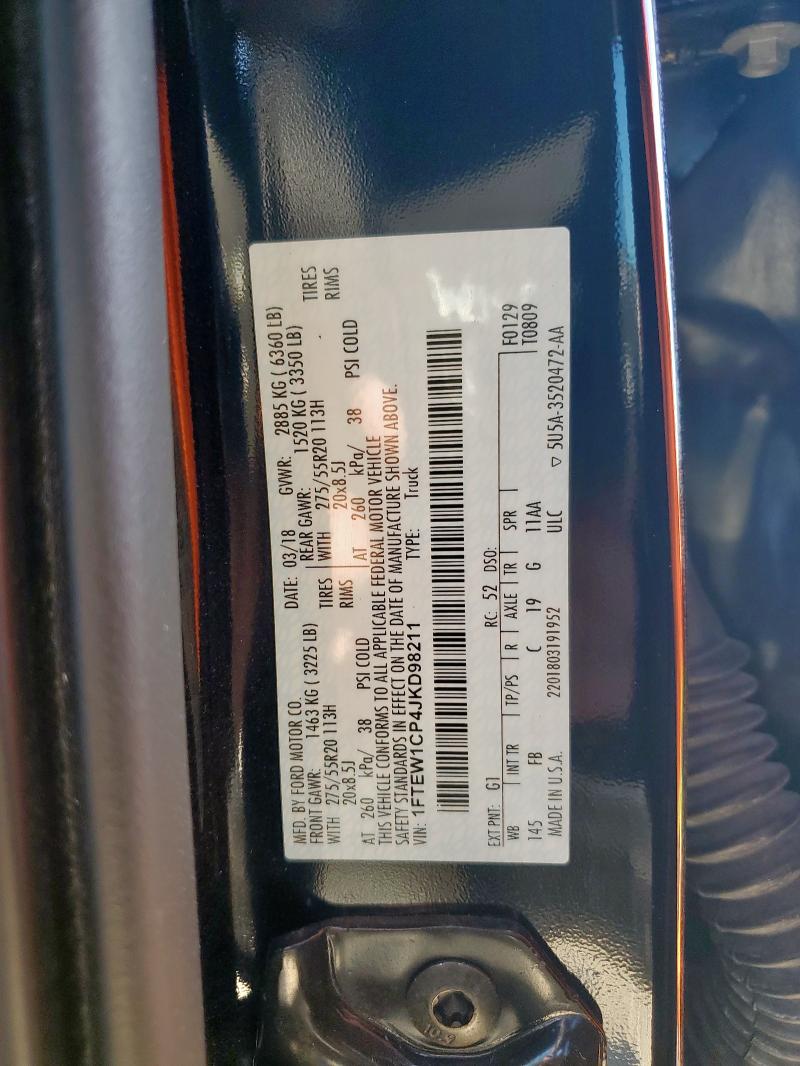 MFD. BY FORD MOTOR CO.
DATE: 03/18 GVWR: 2885 KG ( 6360 LB)
FRONT GAWR: 1463 KG ( 3225 LB) REAR GAWR: 1520 KG ( 3350 LB)
WITH 275/55R20 113H TIRES WITH 275/55R20 113H TIRES
20x8.5J RIMS 20x8.5J RIMS
AT 260 kPa/ 38 PSI COLD AT 260 kPa/ 38 PSI COLD
THIS VEHICLE CONFORMS TO ALL APPLICABLE FEDERAL MOTOR VEHICLE
SAFETY STANDARDS IN EFFECT ON THE DATE OF MANUFACTURE SHOWN ABOVE.
VIN: 1FTEW1CP4JKD98211 TYPE: Truck
EXT PNT: G1 RC: 52 DSO: F0129
WB INT TR TP/PS R AXLE TR SPR T0809
145 FB C 19 G 11AA
MADE IN U.S.A. 2201803191952 ULC ▽ 5U5A-3520472-AA
10.9